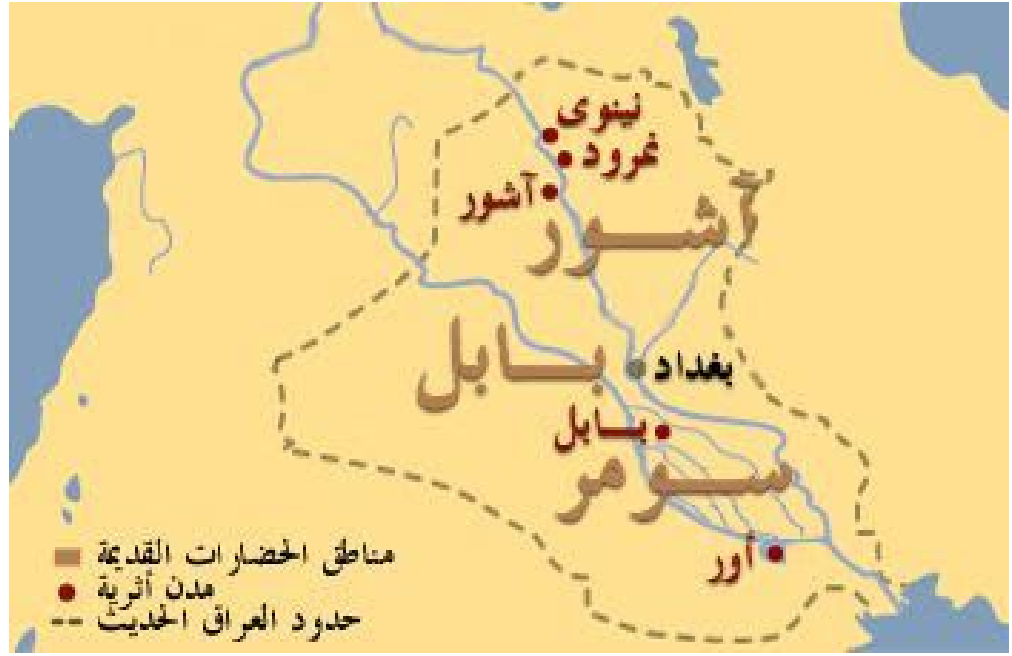 نينوى
نمرود
آشور
آشور
بابل
بغداد
بابل
سومر
أور
مناطق الحضارات القديمة
مدن أثرية
حدود العراق الحديث